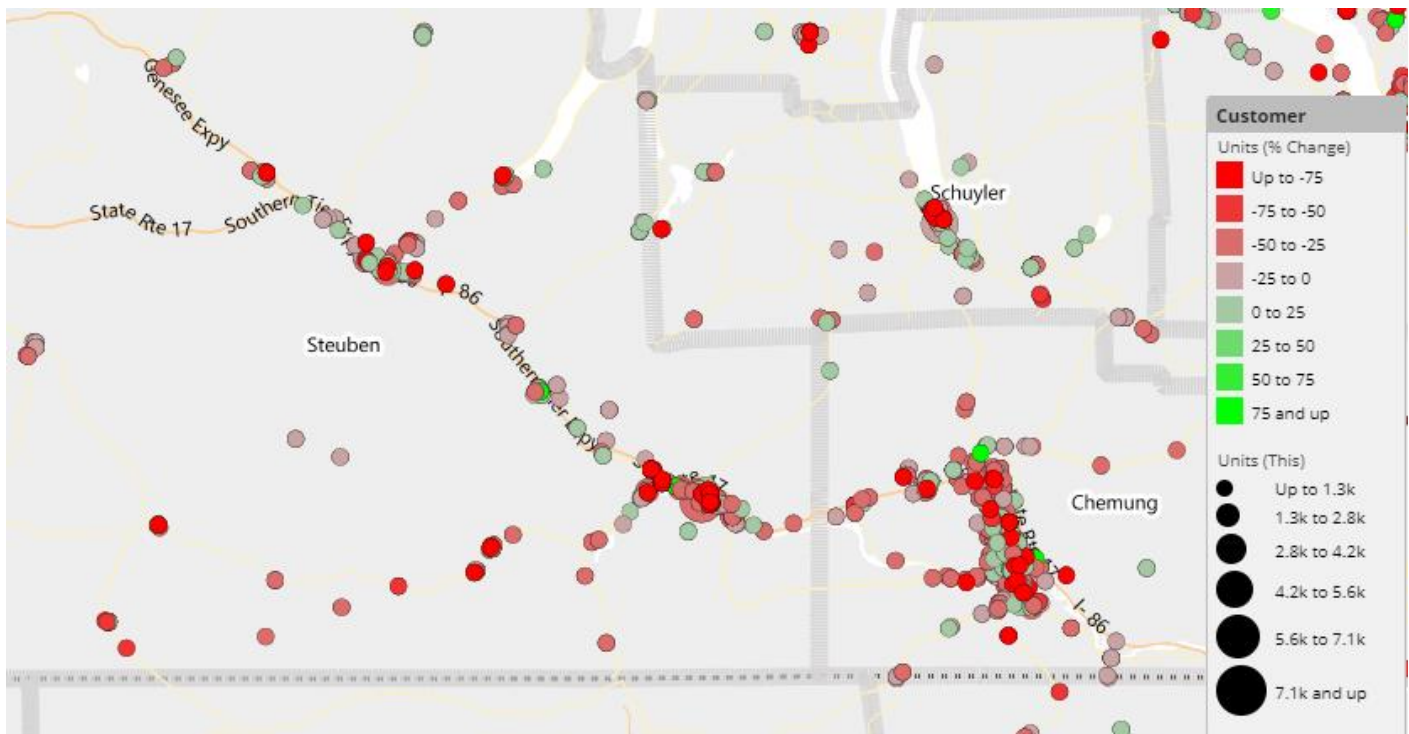 Genesee Expy
State Rte 17
Southern Tier Expy
I- 86
Southern Tier Expy
Steuben
Schuyler
Chemung
I- 86
Customer
Units (% Change)
Up to -75
-75 to -50
-50 to -25
-25 to 0
0 to 25
25 to 50
50 to 75
75 and up
Units (This)
Up to 1.3k
1.3k to 2.8k
2.8k to 4.2k
4.2k to 5.6k
5.6k to 7.1k
7.1k and up